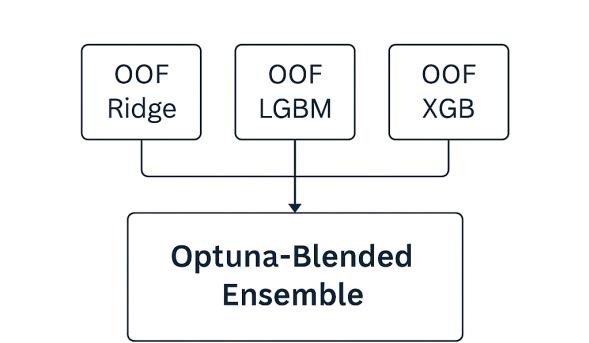 OOF
Ridge
OOF
LGBM
OOF
XGB
Optuna-Blended
Ensemble